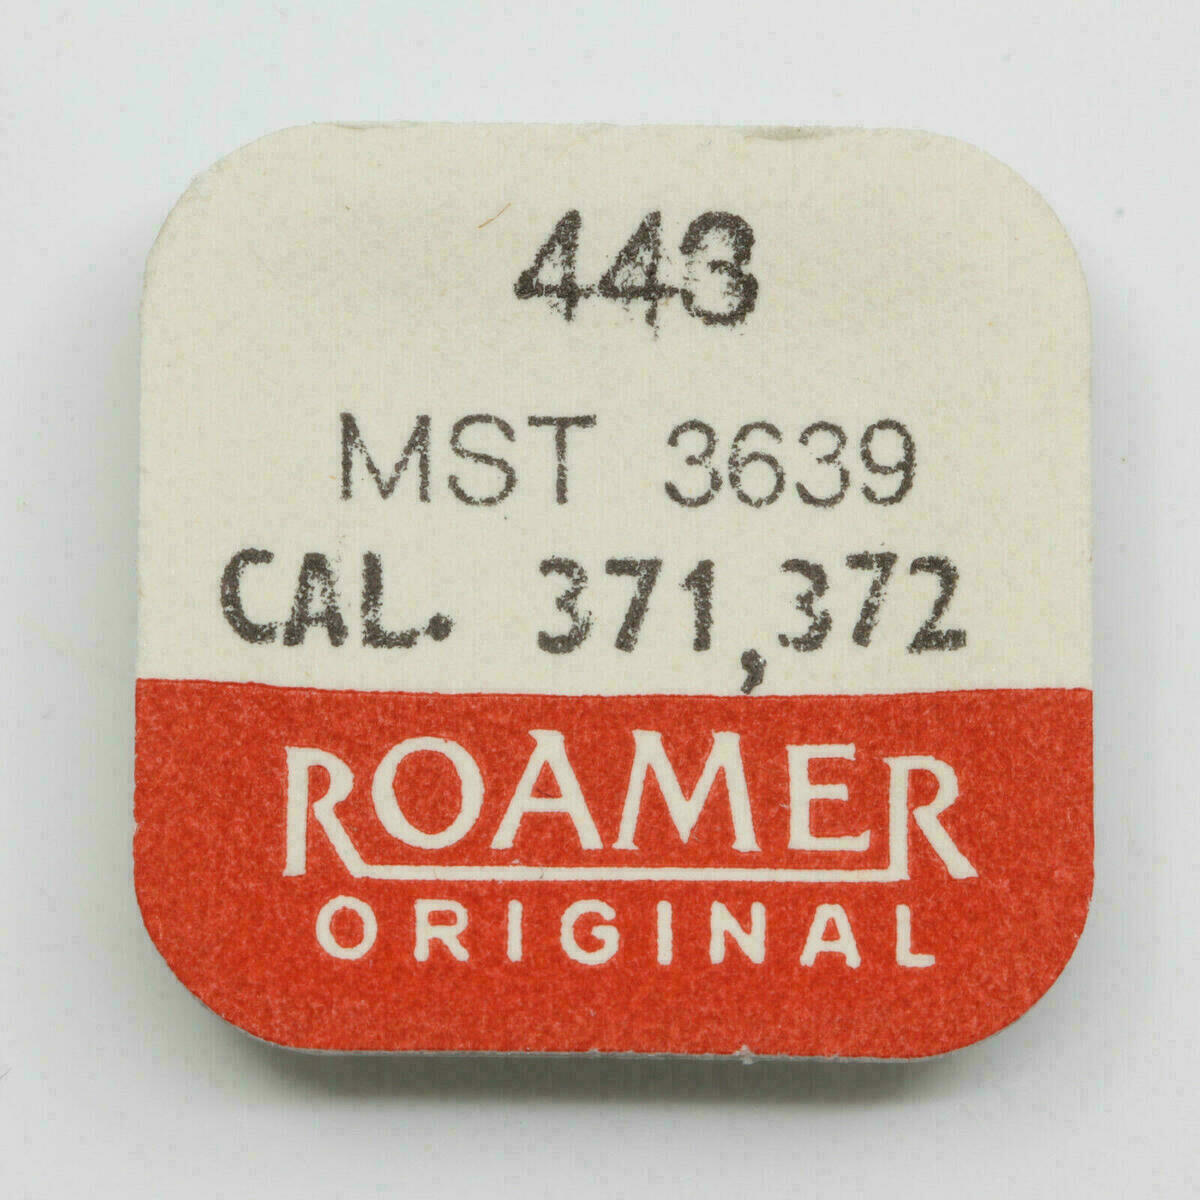 443
MST 3639
CAL. 371,372
ROAMER
ORIGINAL